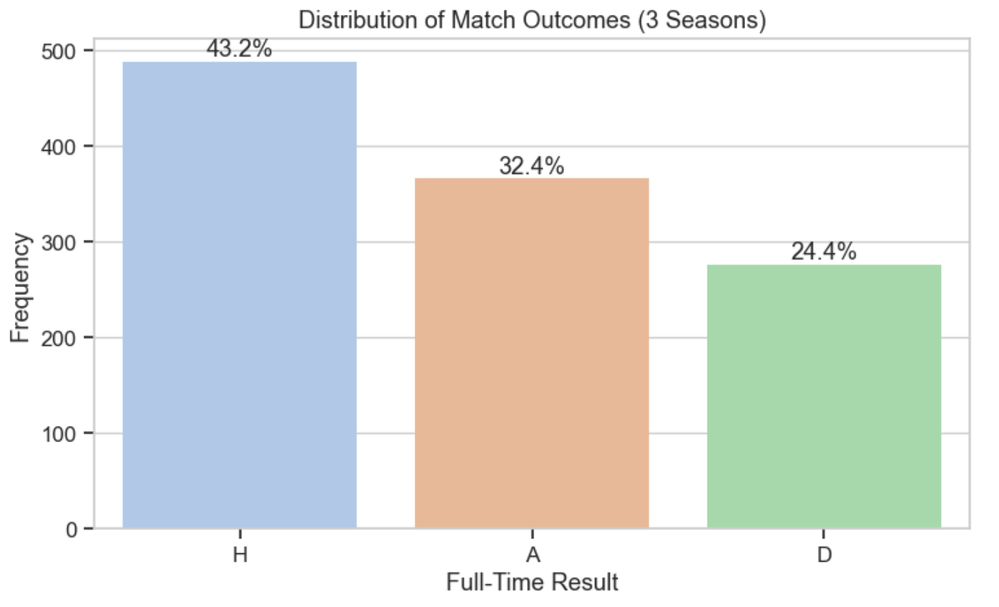 Distribution of Match Outcomes (3 Seasons)
500
400
300
200
100
0
Frequency
43.2%
32.4%
24.4%
H
A
D
Full-Time Result